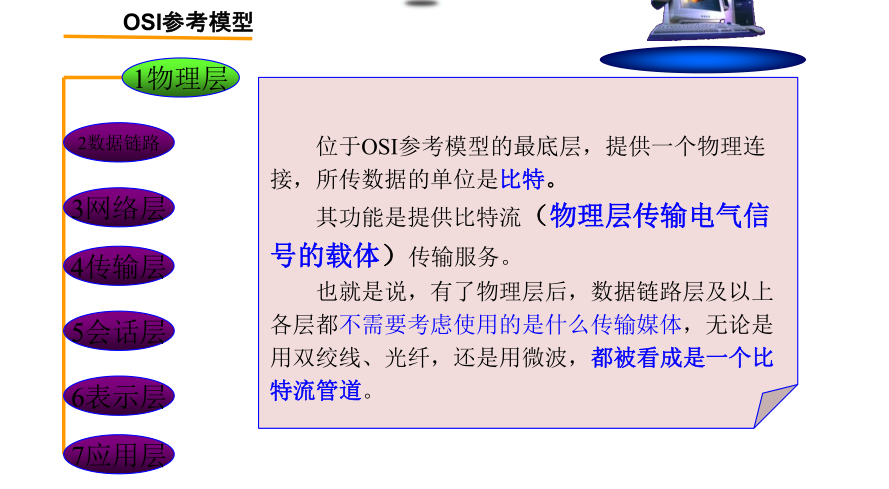 OSI参考模型
1物理层
2数据链路
3网络层
4传输层
5会话层
6表示层
7应用层
位于OSI参考模型的最底层，提供一个物理连
接，所传数据的单位是比特。
其功能是提供比特流（物理层传输电气信
号的载体）传输服务。
也就是说，有了物理层后，数据链路层及以上
各层都不需要考虑使用的是什么传输媒体，无论是
用双绞线、光纤，还是用微波，都被看成是一个比
特流管道。